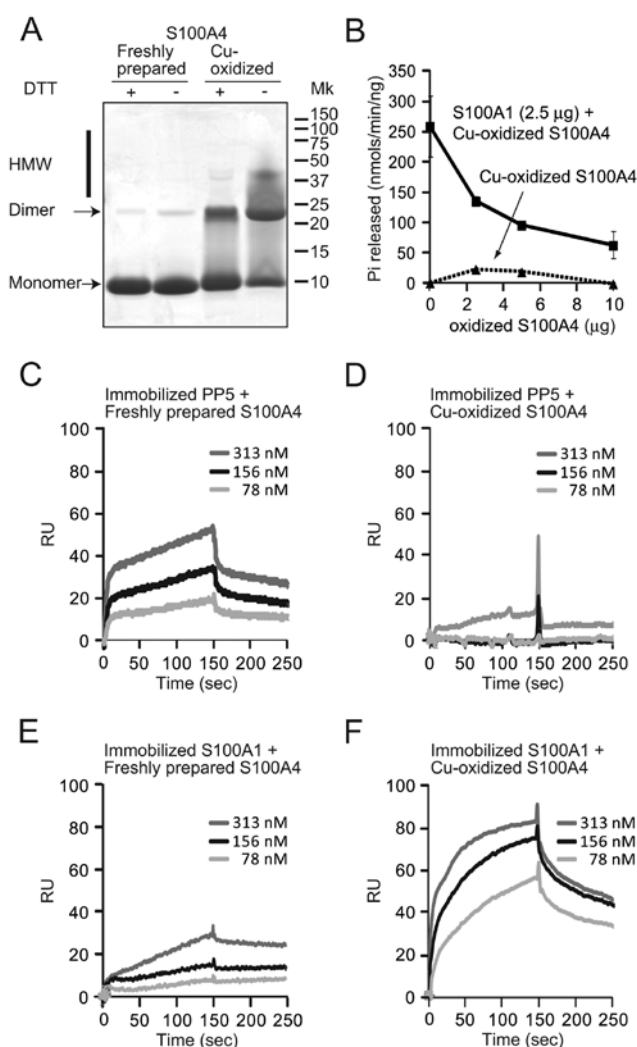 A
S100A4
Freshly prepared
Cu-oxidized
DTT + - + - Mk
HMW
Dimer
Monomer
150
100
75
50
37
25
20
15
10
B
Pi released (nmols/min/ng)
350
300
250
200
150
100
50
0
S100A1 (2.5 μg) +
Cu-oxidized S100A4
Cu-oxidized S100A4
0 2 4 6 8 10
oxidized S100A4 (μg)
C
Immobilized PP5 +
Freshly prepared S100A4
313 nM
156 nM
78 nM
RU
100
80
60
40
20
0
0 50 100 150 200 250
Time (sec)
D
Immobilized PP5 +
Cu-oxidized S100A4
313 nM
156 nM
78 nM
RU
100
80
60
40
20
0
0 50 100 150 200 250
Time (sec)
E
Immobilized S100A1 +
Freshly prepared S100A4
313 nM
156 nM
78 nM
RU
100
80
60
40
20
0
0 50 100 150 200 250
Time (sec)
F
Immobilized S100A1 +
Cu-oxidized S100A4
313 nM
156 nM
78 nM
RU
100
80
60
40
20
0
0 50 100 150 200 250
Time (sec)